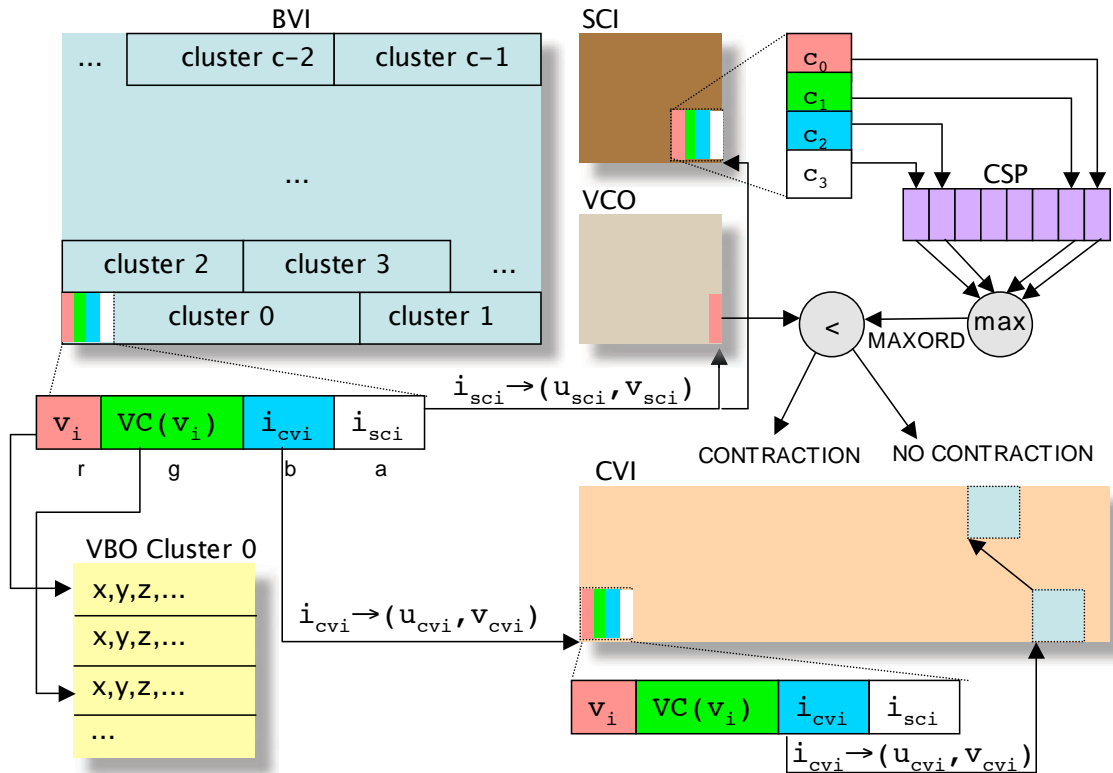 BVI
SCI
... cluster c-2 cluster c-1
...
...
cluster 2 cluster 3 ...
cluster 0 cluster 1
c0
c1
c2
c3
CSP
VCO
< MAXORD max
CONTRACTION NO CONTRACTION
isci→(usci,vsci)
vi VC(vi) icvi isci
r g b a
VBO Cluster 0
x,y,z,...
x,y,z,...
x,y,z,...
...
icvi→(ucvi,vcvi)
CVI
vi VC(vi) icvi isci
icvi→(ucvi,vcvi)